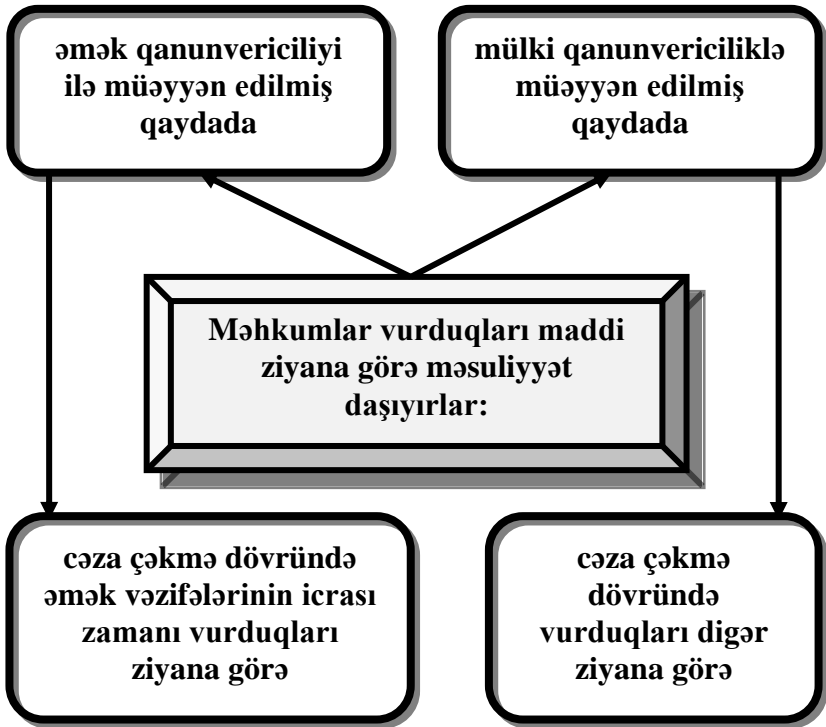 əmək qanunvericiliyi
ilə müəyyən edilmiş
qaydada
mülki qanunvericiliklə
müəyyən edilmiş
qaydada
Məhkumlar vurduqları maddi
ziyana görə məsuliyyət
daşıyırlar:
cəza çəkmə dövründə
əmək vəzifələrinin icrası
zamanı vurduqları
ziyana görə
cəza çəkmə
dövründə
vurduqları digər
ziyana görə